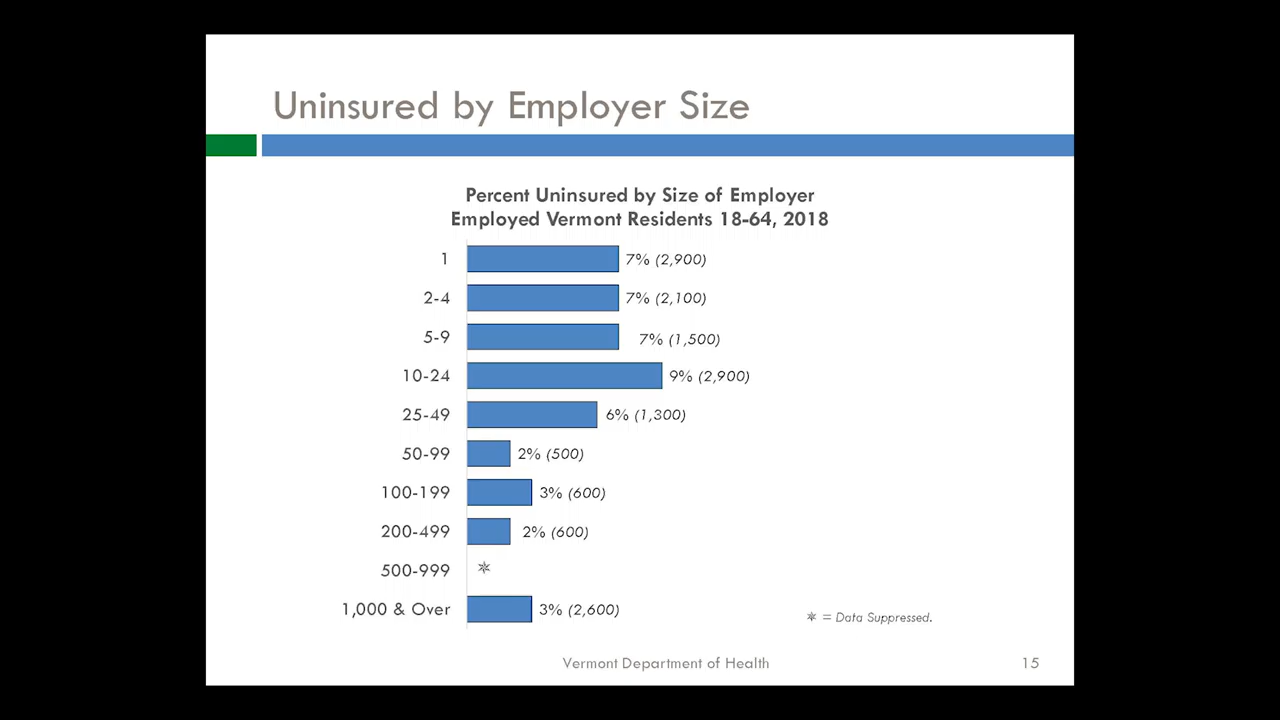 Uninsured by Employer Size
Percent Uninsured by Size of Employer
Employed Vermont Residents 18-64, 2018
1 7% (2,900)
2-4 7% (2,100)
5-9 7% (1,500)
10-24 9% (2,900)
25-49 6% (1,300)
50-99 2% (500)
100-199 3% (600)
200-499 2% (600)
500-999 *
1,000 & Over 3% (2,600)
* = Data Suppressed.
Vermont Department of Health 15